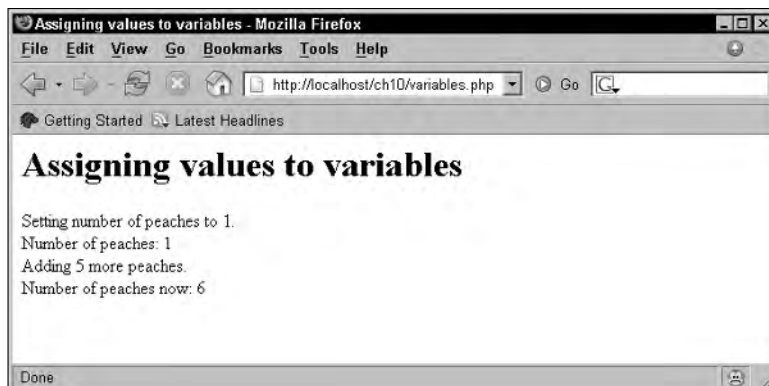 Assigning values to variables - Mozilla Firefox
File Edit View Go Bookmarks Tools Help
http://localhost/ch10/variables.php Go G
Getting Started Latest Headlines
Assigning values to variables
Setting number of peaches to 1.
Number of peaches: 1
Adding 5 more peaches.
Number of peaches now: 6
Done